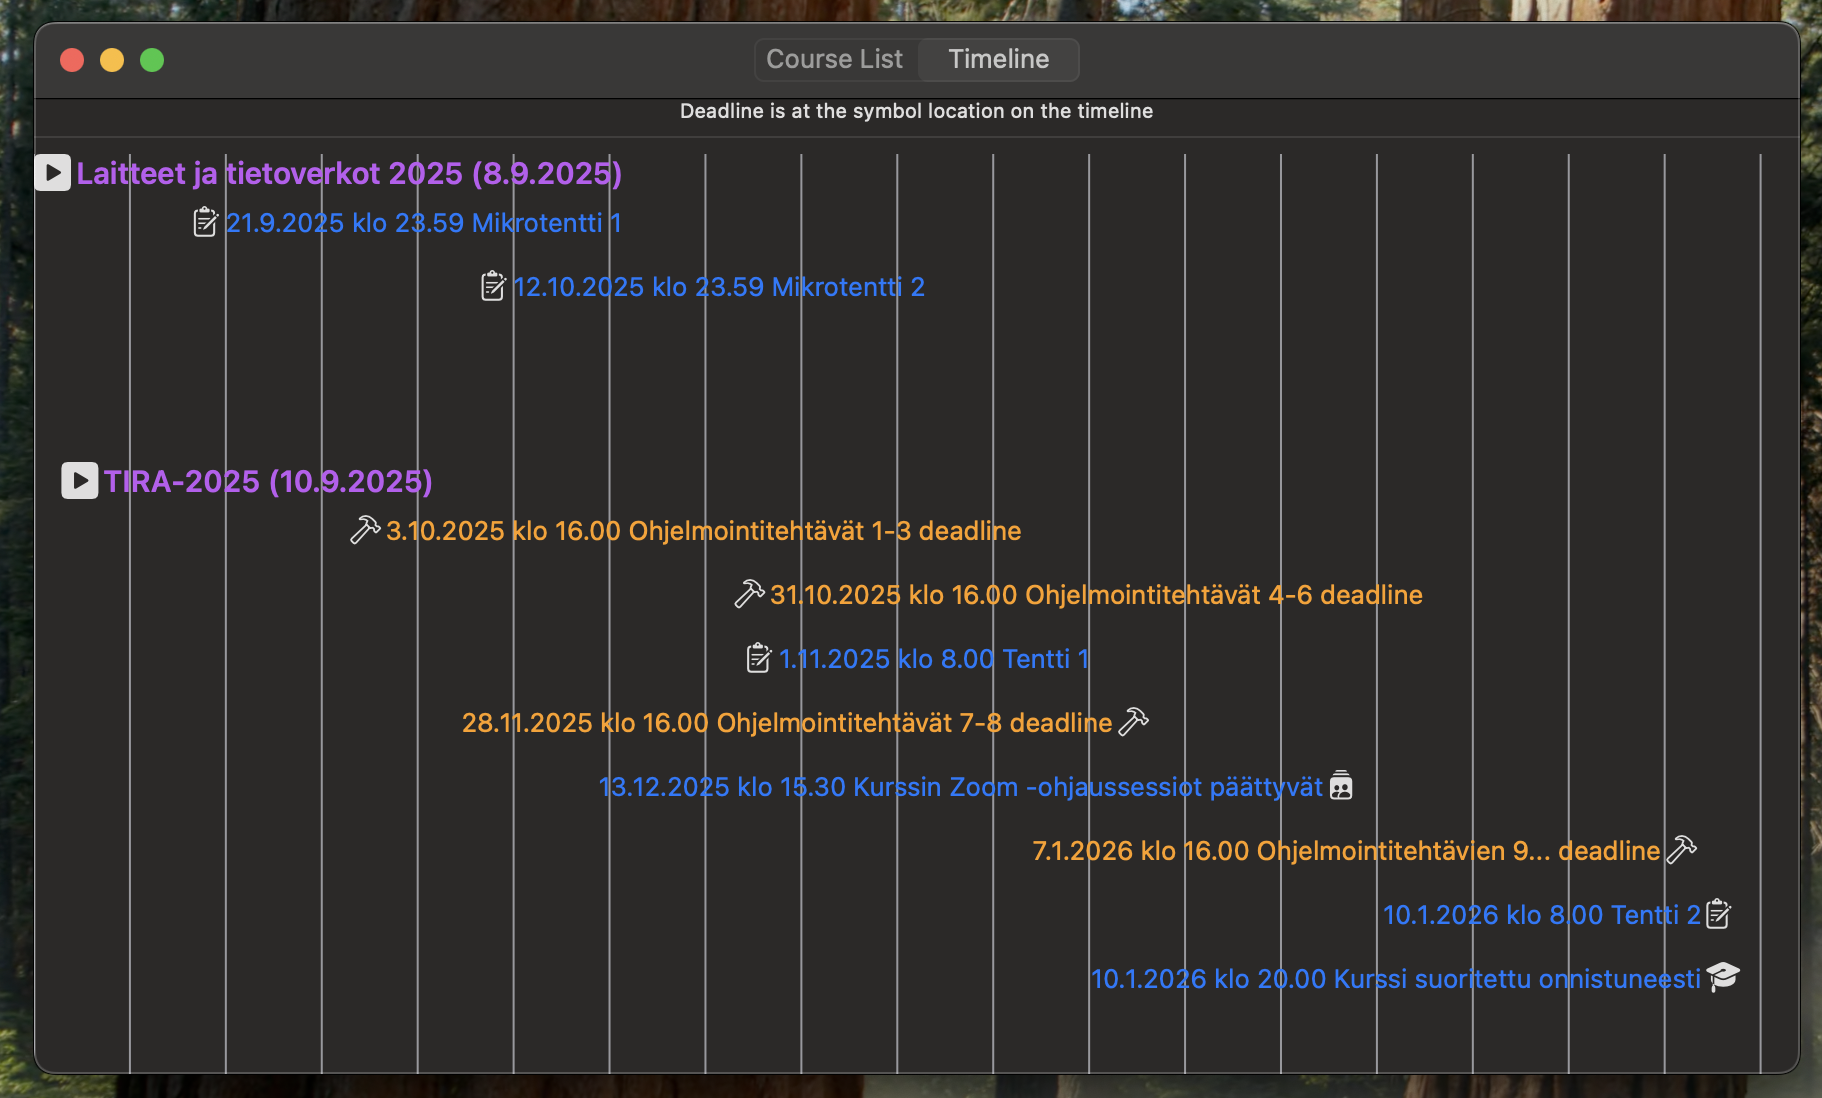 Course List
Timeline
Deadline is at the symbol location on the timeline
Laitteet ja tietoverkot 2025 (8.9.2025)
21.9.2025 klo 23.59 Mikrotentti 1
12.10.2025 klo 23.59 Mikrotentti 2
TIRA-2025 (10.9.2025)
3.10.2025 klo 16.00 Ohjelmointitehtävät 1-3 deadline
31.10.2025 klo 16.00 Ohjelmointitehtävät 4-6 deadline
1.11.2025 klo 8.00 Tentti 1
28.11.2025 klo 16.00 Ohjelmointitehtävät 7-8 deadline
13.12.2025 klo 15.30 Kurssin Zoom -ohjaussessiot päättyvät
7.1.2026 klo 16.00 Ohjelmointitehtävien 9... deadline
10.1.2026 klo 8.00 Tentti 2
10.1.2026 klo 20.00 Kurssi suoritettu onnistuneesti